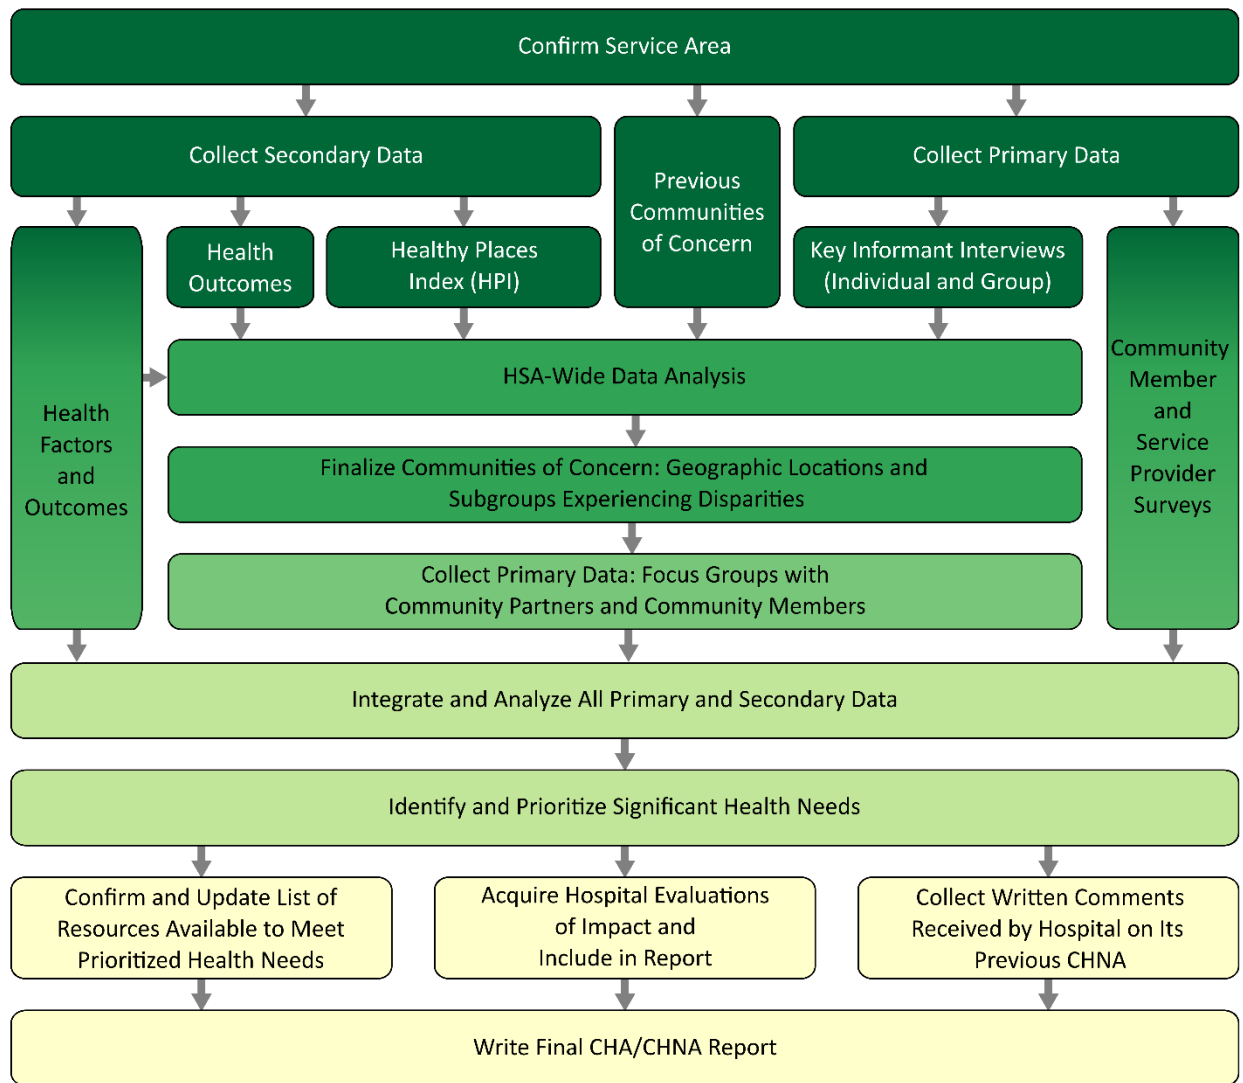 Confirm Service Area
Collect Secondary Data
Previous
Communities
of Concern
Collect Primary Data
Health
Outcomes
Healthy Places
Index (HPI)
Key Informant Interviews
(Individual and Group)
Health
Factors
and
Outcomes
HSA-Wide Data Analysis
Community
Member
and
Service
Provider
Surveys
Finalize Communities of Concern: Geographic Locations and
Subgroups Experiencing Disparities
Collect Primary Data: Focus Groups with
Community Partners and Community Members
Integrate and Analyze All Primary and Secondary Data
Identify and Prioritize Significant Health Needs
Confirm and Update List of
Resources Available to Meet
Prioritized Health Needs
Acquire Hospital Evaluations
of Impact and
Include in Report
Collect Written Comments
Received by Hospital on Its
Previous CHNA
Write Final CHA/CHNA Report